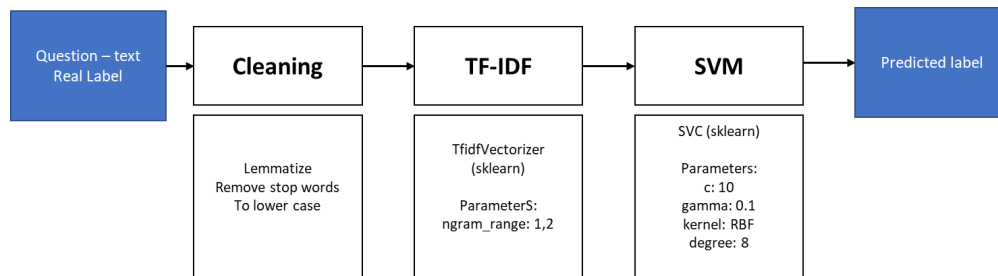 Question – text
Real Label
Cleaning
TF-IDF
SVM
Predicted label
Lemmatize
Remove stop words
To lower case
TfidfVectorizer
(sklearn)
ParameterS:
ngram_range: 1,2
SVC (sklearn)
Parameters:
c: 10
gamma: 0.1
kernel: RBF
degree: 8